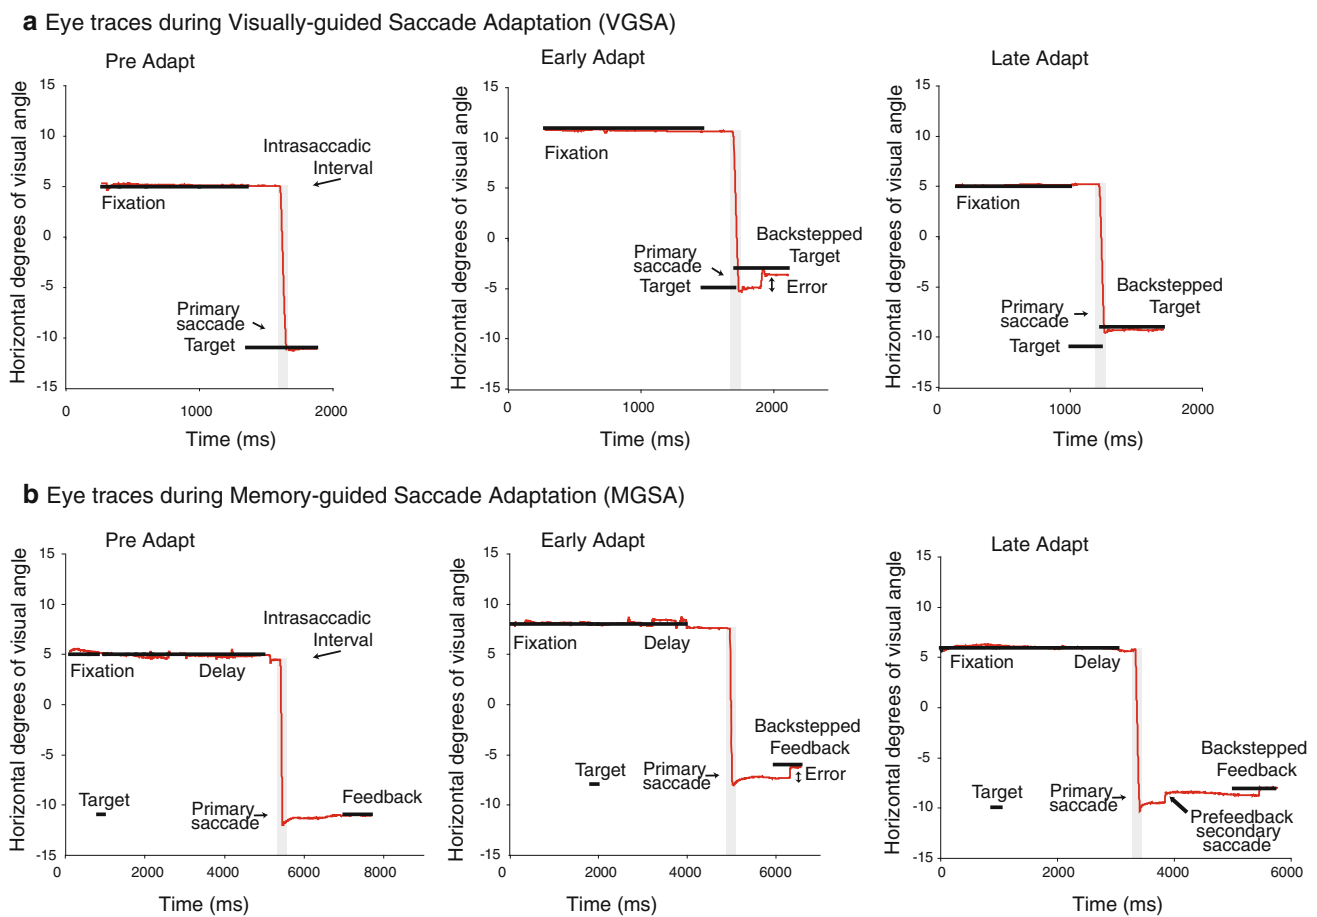 a Eye traces during Visually-guided Saccade Adaptation (VGSA)
Pre Adapt
Horizontal degrees of visual angle
15
10
5
0
-5
-10
-15
Fixation
Intrasaccadic
Interval
Primary
saccade
Target
0
1000
2000
Time (ms)
Early Adapt
Horizontal degrees of visual angle
15
10
5
0
-5
-10
-15
Fixation
Primary
saccade
Target
Backstepped
Target
Error
0
1000
2000
Time (ms)
Late Adapt
Horizontal degrees of visual angle
15
10
5
0
-5
-10
-15
Fixation
Primary
saccade
Target
Backstepped
Target
0
1000
2000
Time (ms)
b Eye traces during Memory-guided Saccade Adaptation (MGSA)
Pre Adapt
Horizontal degrees of visual angle
15
10
5
0
-5
-10
-15
Intrasaccadic
Interval
Fixation
Delay
Target
Primary
saccade
Feedback
0
2000
4000
6000
8000
Time (ms)
Early Adapt
Horizontal degrees of visual angle
15
10
5
0
-5
-10
-15
Fixation
Delay
Target
Primary
saccade
Backstepped
Feedback
Error
0
2000
4000
6000
Time (ms)
Late Adapt
Horizontal degrees of visual angle
15
10
5
0
-5
-10
-15
Fixation
Delay
Target
Primary
saccade
Backstepped
Feedback
Prefeedback
secondary
saccade
0
2000
4000
6000
Time (ms)